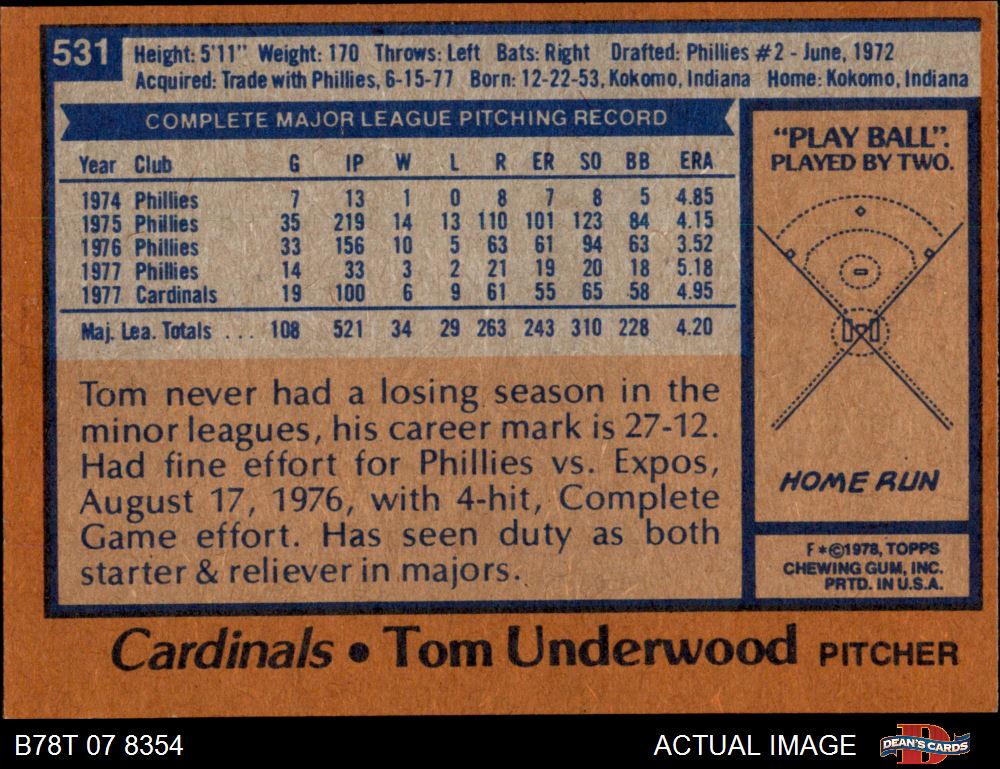 531
Height: 5'11" Weight: 170 Throws: Left Bats: Right Drafted: Phillies #2 - June, 1972
Acquired: Trade with Phillies, 6-15-77 Born: 12-22-53, Kokomo, Indiana Home: Kokomo, Indiana
COMPLETE MAJOR LEAGUE PITCHING RECORD
Year Club G IP W L R ER SO BB ERA
1974 Phillies 7 13 1 0 8 7 8 5 4.85
1975 Phillies 35 219 14 13 110 101 123 84 4.15
1976 Phillies 33 156 10 5 63 61 94 63 3.52
1977 Phillies 14 33 3 2 21 19 20 18 5.18
1977 Cardinals 19 100 6 9 61 55 65 58 4.95
Maj. Lea. Totals . . . 108 521 34 29 263 243 310 228 4.20
Tom never had a losing season in the
minor leagues, his career mark is 27-12.
Had fine effort for Phillies vs. Expos,
August 17, 1976, with 4-hit, Complete
Game effort. Has seen duty as both
starter & reliever in majors.
"PLAY BALL".
PLAYED BY TWO.
HOME RUN
F*©1978, TOPPS
CHEWING GUM, INC.
PRTD. IN U.S.A.
Cardinals • Tom Underwood PITCHER
B78T 07 8354
ACTUAL IMAGE
D
DEAN'S CARDS